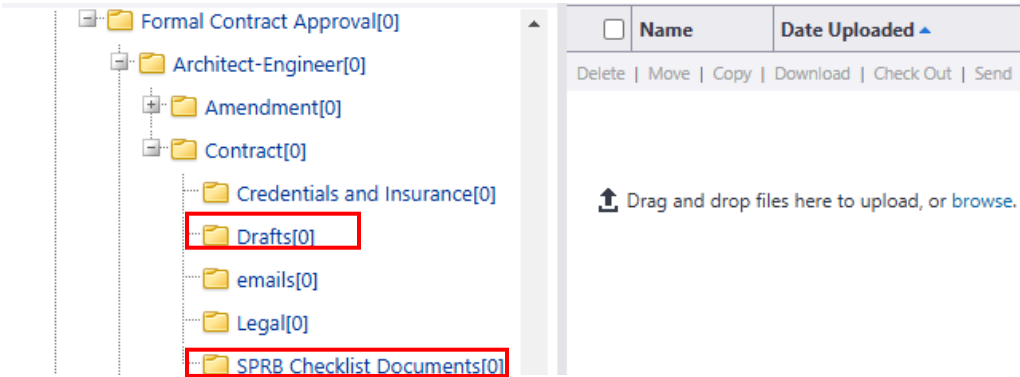 Formal Contract Approval[0]
Architect-Engineer[0]
Amendment[0]
Contract[0]
Credentials and Insurance[0]
Drafts[0]
emails[0]
Legal[0]
SPRB Checklist Documents[0]
Name Date Uploaded
Delete | Move | Copy | Download | Check Out | Send
Drag and drop files here to upload, or browse.